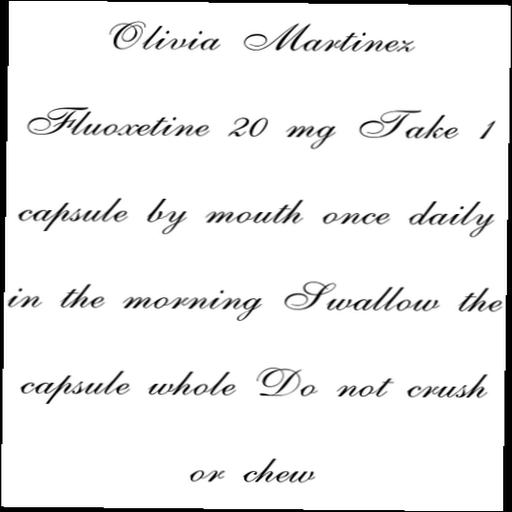 Olivia Martinez
Fluoxetine 20 mg Take 1
capsule by mouth once daily
in the morning Swallow the
capsule whole Do not crush
or chew